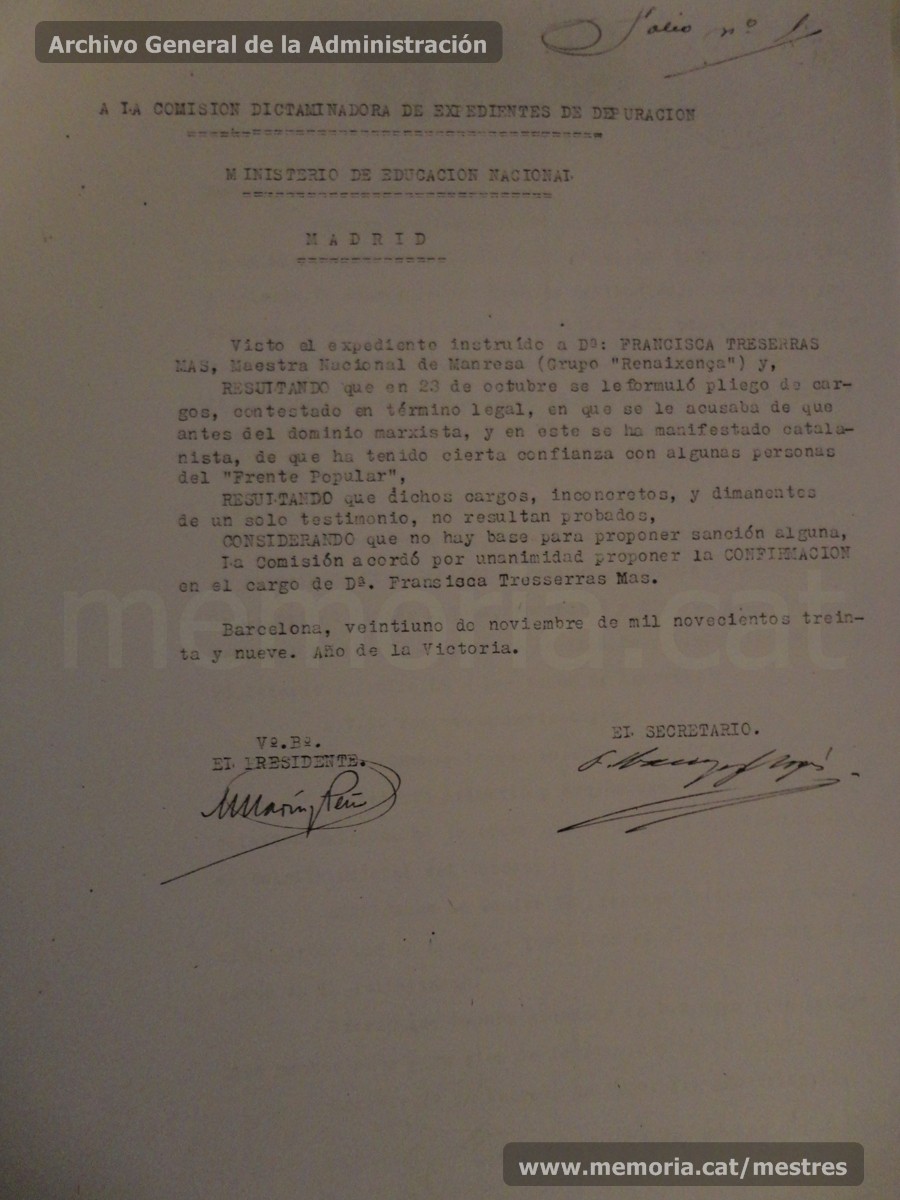 Archivo General de la Administración
Folio nº 1.
A LA COMISION DICTAMINADORA DE EXPEDIENTES DE DEPURACION
MINISTERIO DE EDUCACION NACIONAL
M A D R I D
Visto el expediente instruído a Dª: FRANCISCA TRESERRAS
MAS, Maestra Nacional de Manresa (Grupo "Renaixença") y,
RESULTANDO que en 23 de octubre se leformuló pliego de car-
gos, contestado en término legal, en que se le acusaba de que
antes del dominio marxista, y en este se ha manifestado catala-
nista, de que ha tenido cierta confianza con algunas personas
del "Frente Popular",
RESULTANDO que dichos cargos, inconcretos, y dimanentes
de un solo testimonio, no resultan probados,
CONSIDERANDO que no hay base para proponer sanción alguna,
La Comisión acordó por unanimidad proponer la CONFIRMACION
en el cargo de Dª. Fransisca Tresserras Mas.
memoria.cat
Barcelona, veintiuno de noviembre de mil novecientos trein-
ta y nueve. Año de la Victoria.
EL SECRETARIO.
Vº.Bº.
EL PRESIDENTE.
www.memoria.cat/mestres